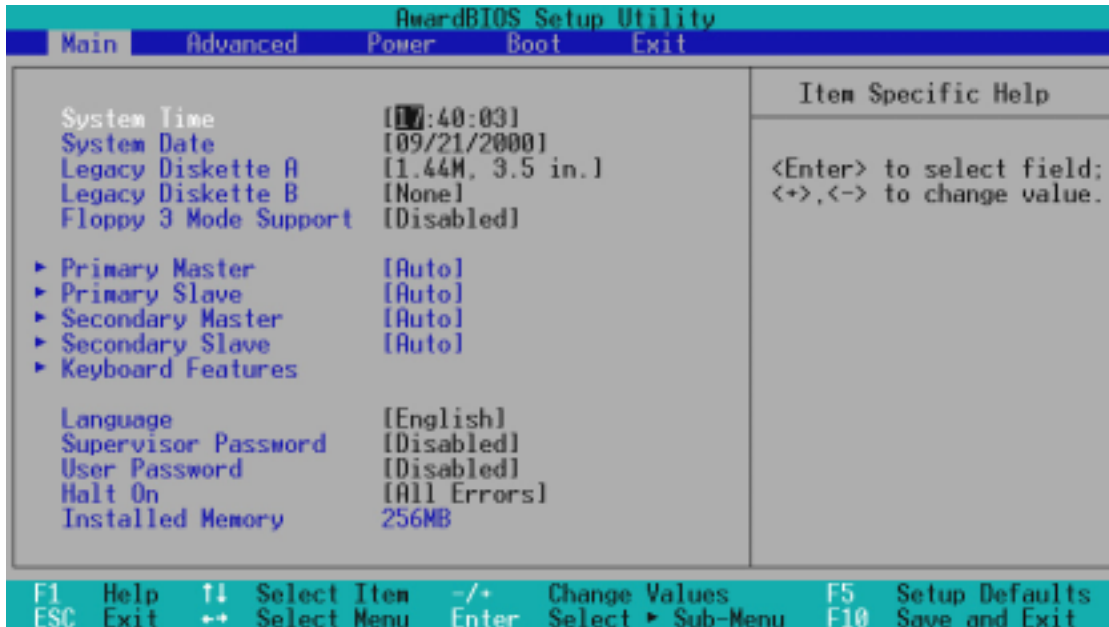 AwardBIOS Setup Utility
Main Advanced Power Boot Exit
Item Specific Help
System Time [17:40:03]
System Date [09/21/2000]
Legacy Diskette A [1.44M, 3.5 in.]
Legacy Diskette B [None]
Floppy 3 Mode Support [Disabled]
<Enter> to select field;
<+>,<-> to change value.
► Primary Master [Auto]
► Primary Slave [Auto]
► Secondary Master [Auto]
► Secondary Slave [Auto]
► Keyboard Features
Language [English]
Supervisor Password [Disabled]
User Password [Disabled]
Halt On [All Errors]
Installed Memory 256MB
F1 Help ↑↓ Select Item -/+ Change Values F5 Setup Defaults
ESC Exit ←→ Select Menu Enter Select ► Sub-Menu F10 Save and Exit